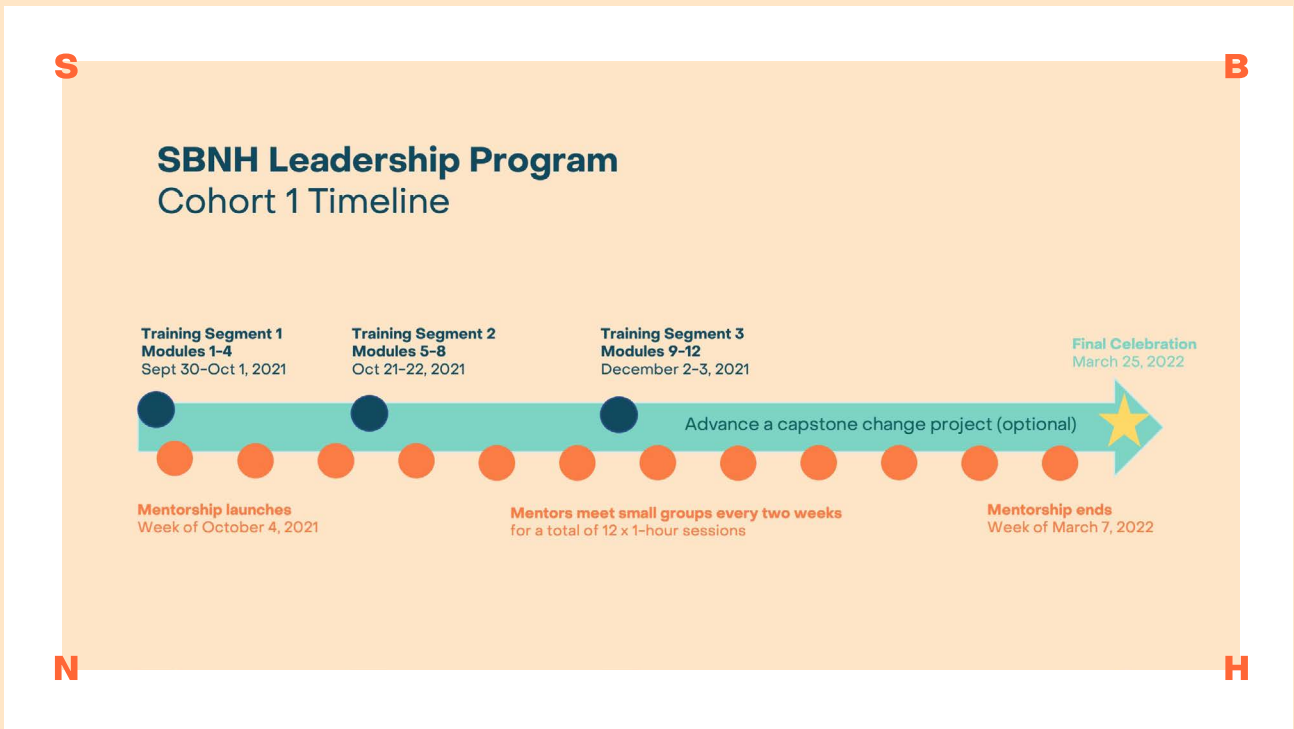 S
B
SBNH Leadership Program
Cohort 1 Timeline
Training Segment 1
Modules 1-4
Sept 30-Oct 1, 2021
Training Segment 2
Modules 5-8
Oct 21-22, 2021
Training Segment 3
Modules 9-12
December 2-3, 2021
Final Celebration
March 25, 2022
Advance a capstone change project (optional)
Mentorship launches
Week of October 4, 2021
Mentors meet small groups every two weeks
for a total of 12 x 1-hour sessions
Mentorship ends
Week of March 7, 2022
N
H